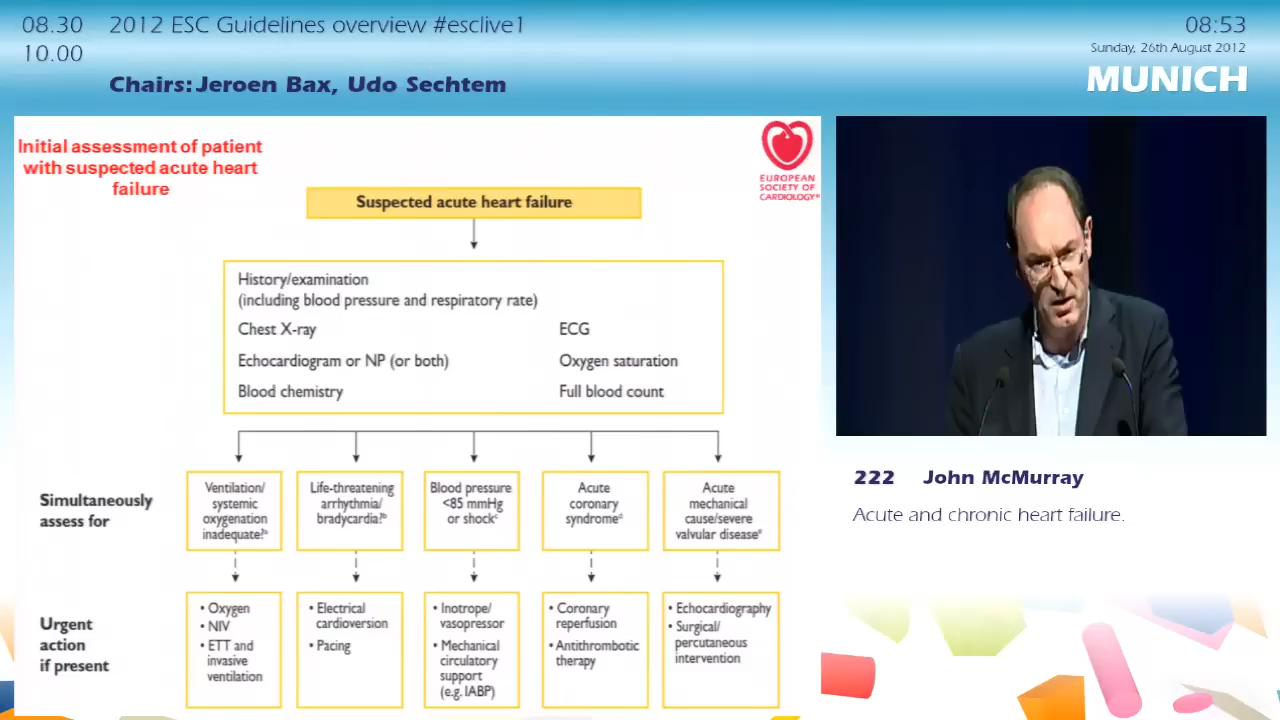 08.30
10.00
2012 ESC Guidelines overview #esclive1
Chairs: Jeroen Bax, Udo Sechtem
08:53
Sunday, 26th August 2012
MUNICH
Initial assessment of patient
with suspected acute heart
failure
EUROPEAN
SOCIETY OF
CARDIOLOGY®
Suspected acute heart failure
History/examination
(including blood pressure and respiratory rate)
Chest X-ray
ECG
Echocardiogram or NP (or both)
Oxygen saturation
Blood chemistry
Full blood count
Simultaneously
assess for
Ventilation/
systemic
oxygenation
inadequate?ᵃ
Life-threatening
arrhythmia/
bradycardia?ᵇ
Blood pressure
<85 mmHg
or shockᶜ
Acute
coronary
syndromeᵈ
Acute
mechanical
cause/severe
valvular diseaseᵉ
Urgent
action
if present
• Oxygen
• NIV
• ETT and
invasive
ventilation
• Electrical
cardioversion
• Pacing
• Inotrope/
vasopressor
• Mechanical
circulatory
support
(e.g. IABP)
• Coronary
reperfusion
• Antithrombotic
therapy
• Echocardiography
• Surgical/
percutaneous
intervention
222 John McMurray
Acute and chronic heart failure.